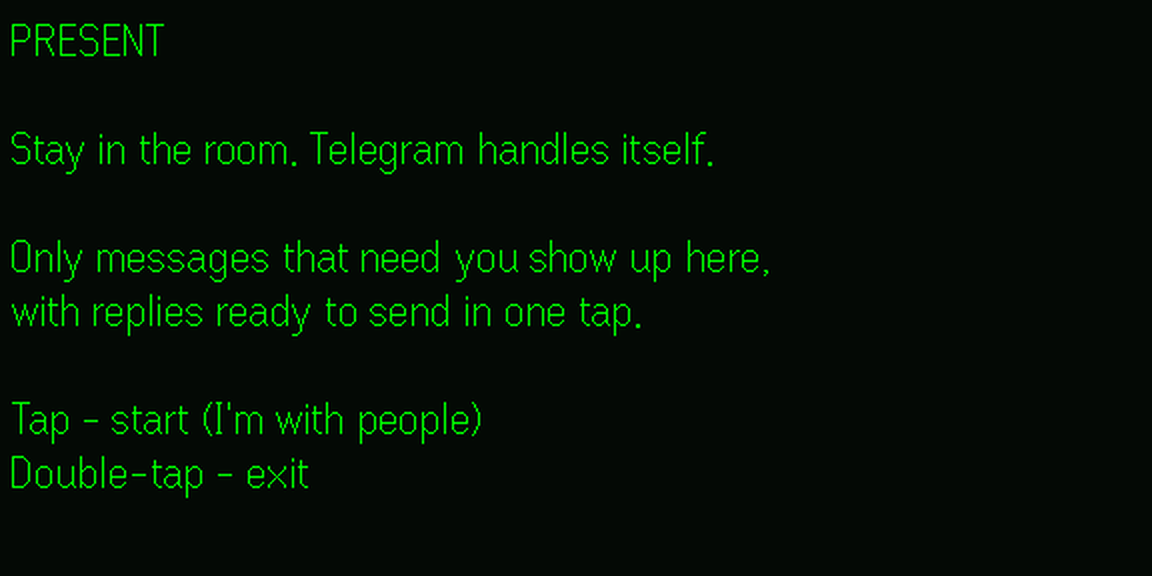 PRESENT
Stay in the room. Telegram handles itself.
Only messages that need you show up here,
with replies ready to send in one tap.
Tap - start (I'm with people)
Double-tap - exit